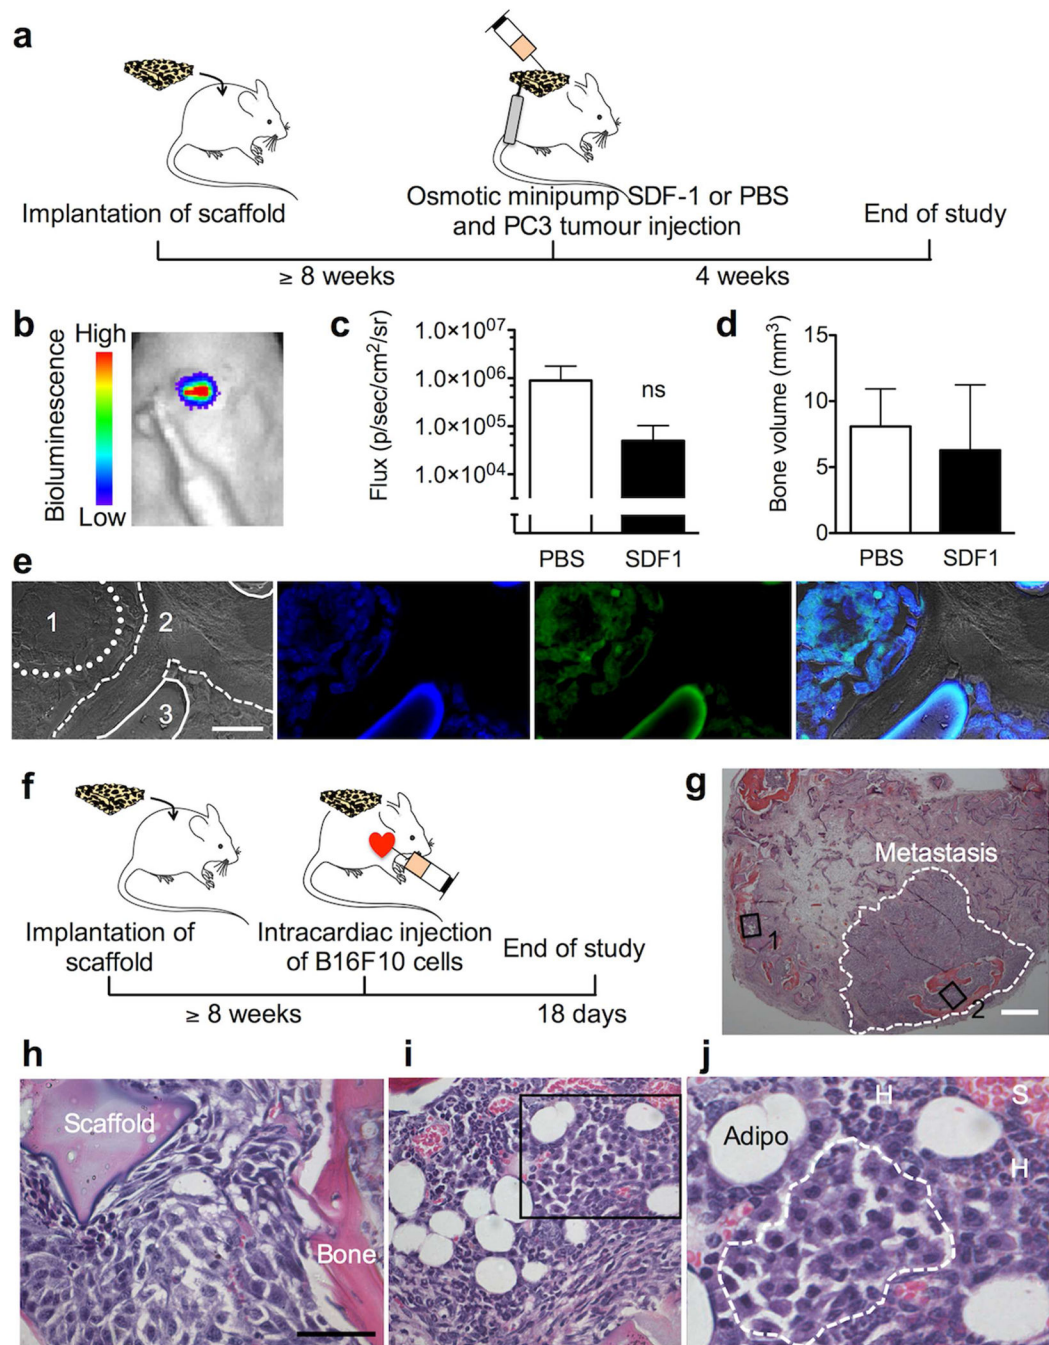 a
Implantation of scaffold
Osmotic minipump SDF-1 or PBS
and PC3 tumour injection
End of study
≥ 8 weeks
4 weeks
b
Bioluminescence
High
Low
c
Flux (p/sec/cm²/sr)
1.0×10⁰⁷
1.0×10⁰⁶
1.0×10⁰⁵
1.0×10⁰⁴
ns
PBS
SDF1
d
Bone volume (mm³)
15
10
5
0
PBS
SDF1
e
1
2
3
f
Implantation of
scaffold
Intracardiac injection
of B16F10 cells
End of study
≥ 8 weeks
18 days
g
Metastasis
1
2
h
Scaffold
Bone
i
j
H
S
Adipo
H